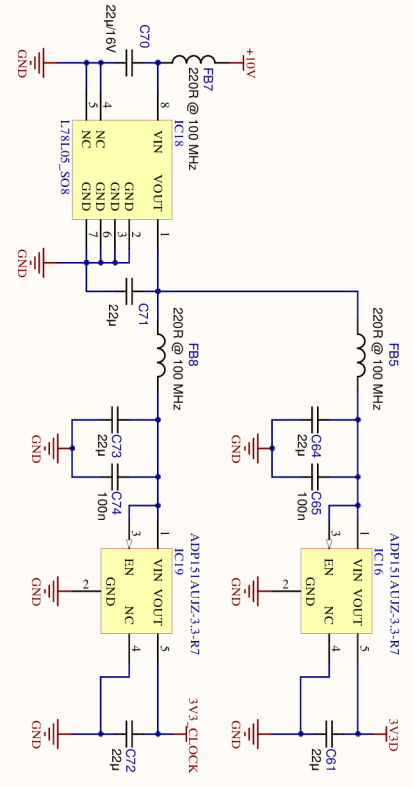 +10V
FB7
220R @ 100 MHz
C70
22µ/16V
GND
IC18
8
VIN
VOUT
1
4
NC
5
NC
GND
2
GND
3
GND
6
GND
7
L78L05_SO8
GND
C71
22µ
FB5
220R @ 100 MHz
C64
22µ
C65
100n
GND
ADP151AUJZ-3.3-R7
IC16
1
VIN
VOUT
5
3
EN
NC
4
GND
2
GND
3V3D
C61
22µ
GND
FB8
220R @ 100 MHz
C73
22µ
C74
100n
GND
ADP151AUJZ-3.3-R7
IC19
1
VIN
VOUT
5
3
EN
NC
4
GND
2
GND
3V3_CLOCK
C72
22µ
GND